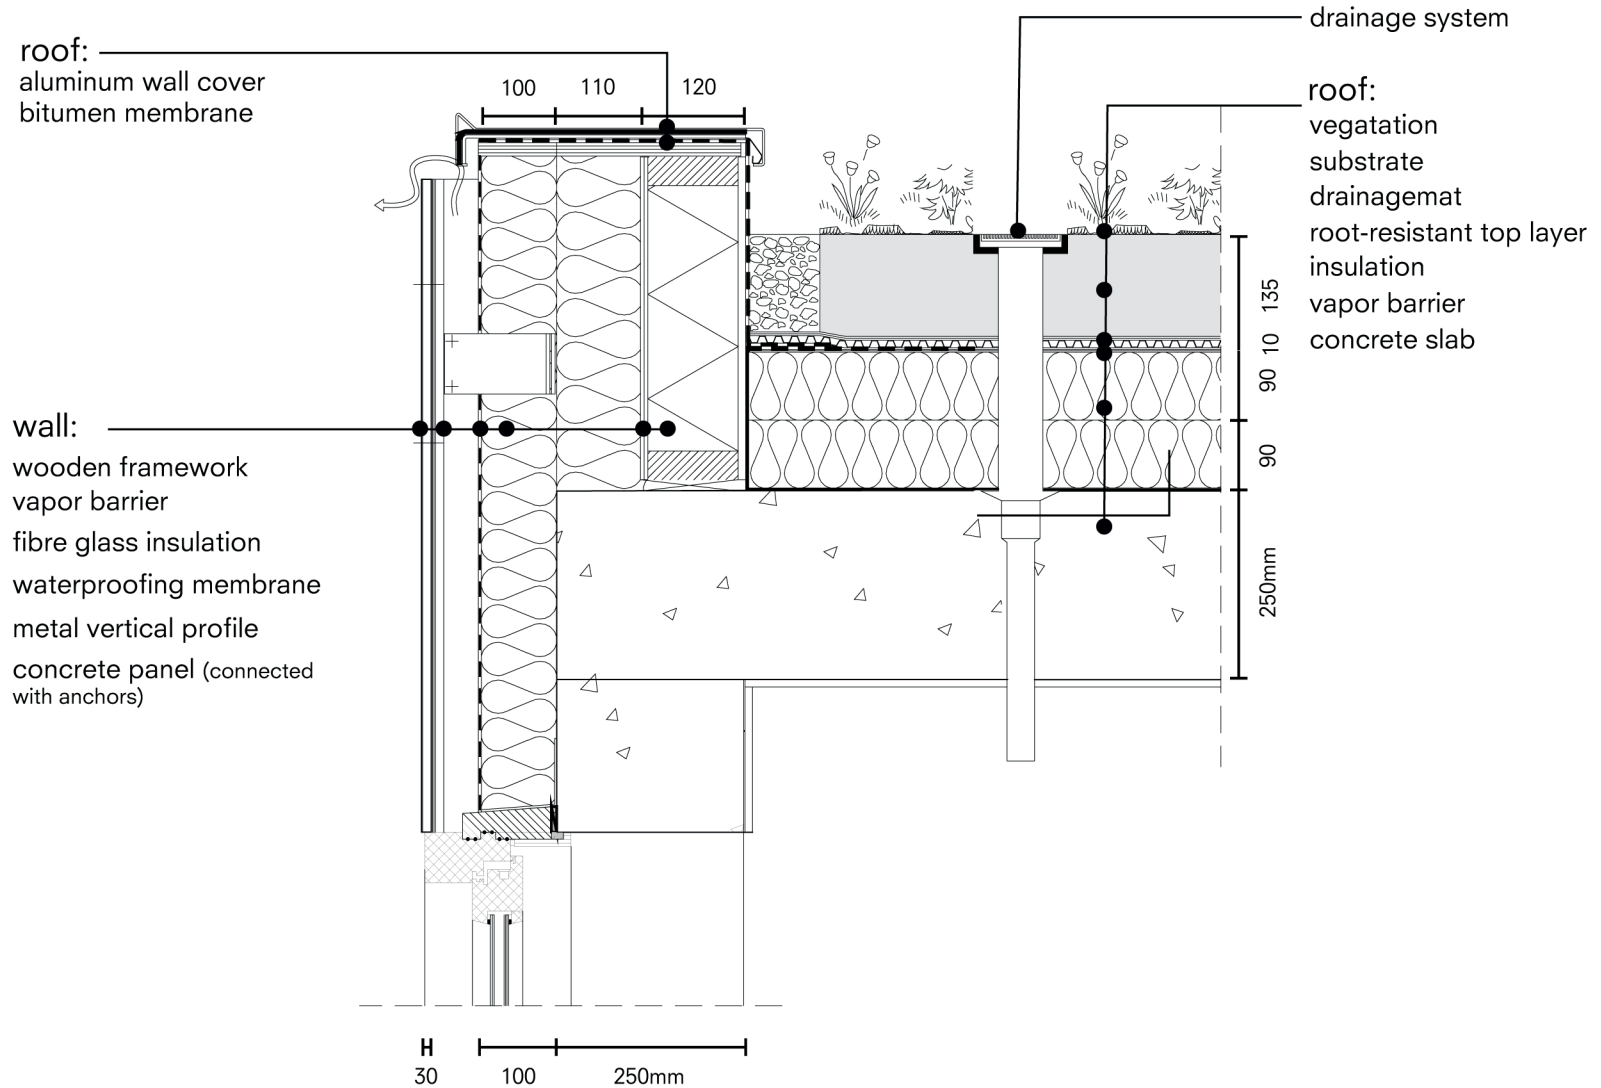 drainage system
roof:
aluminum wall cover
bitumen membrane
100 110 120
roof:
vegatation
substrate
drainagemat
root-resistant top layer
insulation
vapor barrier
concrete slab
135
10
90
90
250mm
wall:
wooden framework
vapor barrier
fibre glass insulation
waterproofing membrane
metal vertical profile
concrete panel (connected
with anchors)
30 100 250mm